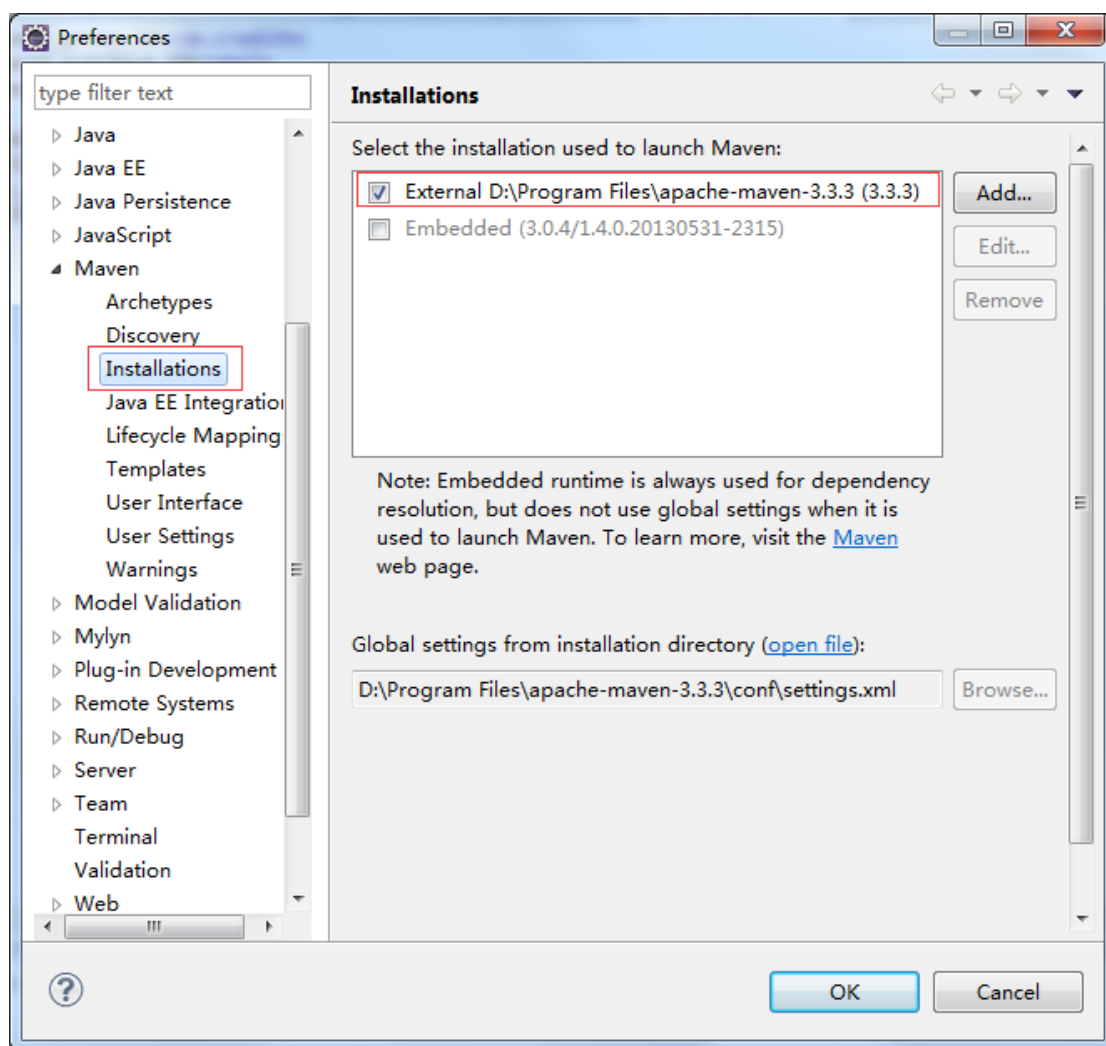 Preferences
type filter text
Java
Java EE
Java Persistence
JavaScript
Maven
Archetypes
Discovery
Installations
Java EE Integration
Lifecycle Mapping
Templates
User Interface
User Settings
Warnings
Model Validation
Mylyn
Plug-in Development
Remote Systems
Run/Debug
Server
Team
Terminal
Validation
Web
Installations
Select the installation used to launch Maven:
External D:\Program Files\apache-maven-3.3.3 (3.3.3)
Embedded (3.0.4/1.4.0.20130531-2315)
Add...
Edit...
Remove
Note: Embedded runtime is always used for dependency
resolution, but does not use global settings when it is
used to launch Maven. To learn more, visit the Maven
web page.
Global settings from installation directory (open file):
D:\Program Files\apache-maven-3.3.3\conf\settings.xml
Browse...
OK
Cancel